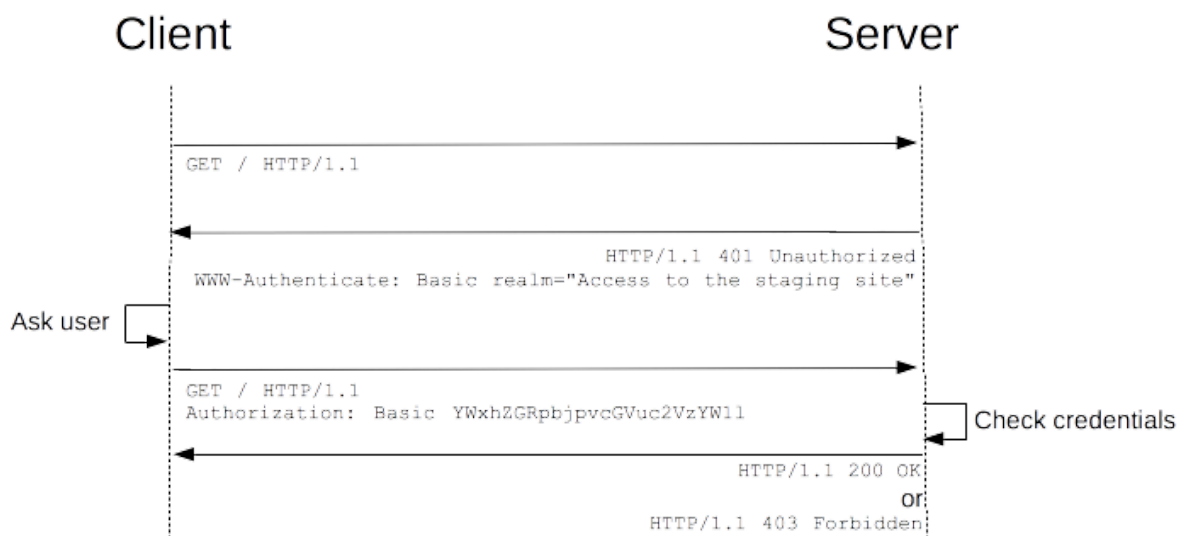 Client
Server
GET / HTTP/1.1
HTTP/1.1 401 Unauthorized
WWW-Authenticate: Basic realm="Access to the staging site"
Ask user
GET / HTTP/1.1
Authorization: Basic YWxhZGRpbjpvcGVuc2VzYW1l
Check credentials
HTTP/1.1 200 OK
or
HTTP/1.1 403 Forbidden